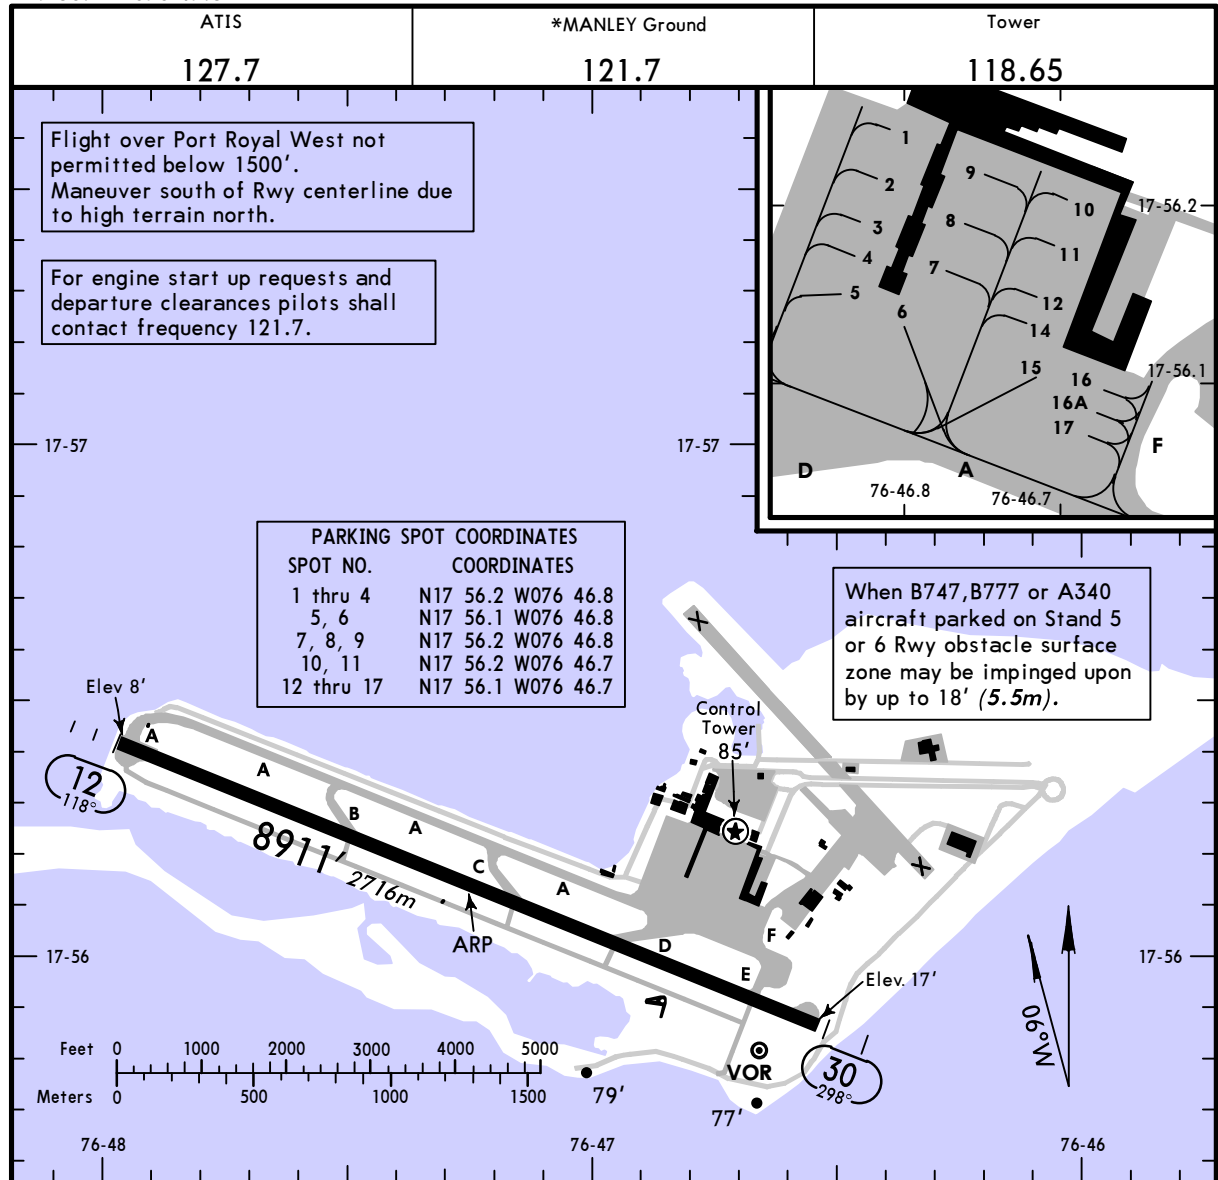 ATIS
*MANLEY Ground
Tower
127.7
121.7
118.65
Flight over Port Royal West not
permitted below 1500'.
Maneuver south of Rwy centerline due
to high terrain north.
For engine start up requests and
departure clearances pilots shall
contact frequency 121.7.
1
2
3
4
5
6
7
8
9
10
11
12
14
15
16
16A
17
17-56.2
17-56.1
D
A
F
76-46.8
76-46.7
17-57
17-57
PARKING SPOT COORDINATES
SPOT NO. COORDINATES
1 thru 4 N17 56.2 W076 46.8
5, 6 N17 56.1 W076 46.8
7, 8, 9 N17 56.2 W076 46.8
10, 11 N17 56.2 W076 46.7
12 thru 17 N17 56.1 W076 46.7
When B747,B777 or A340
aircraft parked on Stand 5
or 6 Rwy obstacle surface
zone may be impinged upon
by up to 18' (5.5m).
Elev 8'
Control
Tower
85'
X
X
12
118°
A
A
B
A
C
A
8911'
2716m
ARP
D
E
F
17-56
17-56
Elev. 17'
06°W
VOR
30
298°
79'
77'
Feet 0 1000 2000 3000 4000 5000
Meters 0 500 1000 1500
76-48
76-47
76-46